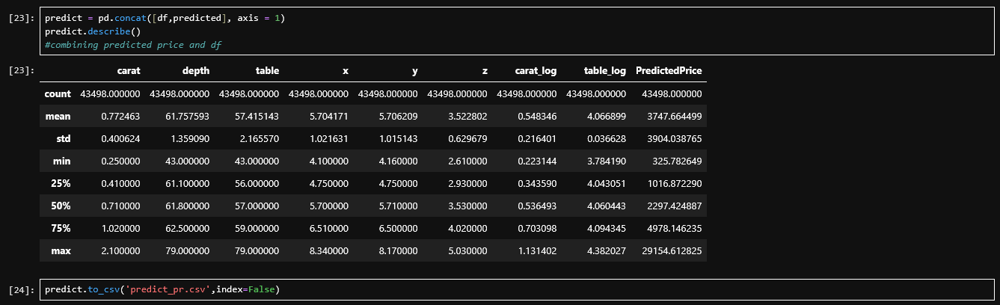 [23]: predict = pd.concat([df,predicted], axis = 1)
predict.describe()
#combining predicted price and df
[23]: carat depth table x y z carat_log table_log PredictedPrice
count 43498.000000 43498.000000 43498.000000 43498.000000 43498.000000 43498.000000 43498.000000 43498.000000 43498.000000
mean 0.772463 61.757593 57.415143 5.704171 5.706209 3.522802 0.548346 4.066899 3747.664499
std 0.400624 1.359090 2.165570 1.021631 1.015143 0.629679 0.216401 0.036628 3904.038765
min 0.250000 43.000000 43.000000 4.100000 4.160000 2.610000 0.223144 3.784190 325.782649
25% 0.410000 61.100000 56.000000 4.750000 4.750000 2.930000 0.343590 4.043051 1016.872290
50% 0.710000 61.800000 57.000000 5.700000 5.710000 3.530000 0.536493 4.060443 2297.424887
75% 1.020000 62.500000 59.000000 6.510000 6.500000 4.020000 0.703098 4.094345 4978.146235
max 2.100000 79.000000 79.000000 8.340000 8.170000 5.030000 1.131402 4.382027 29154.612825
[24]: predict.to_csv('predict_pr.csv',index=False)